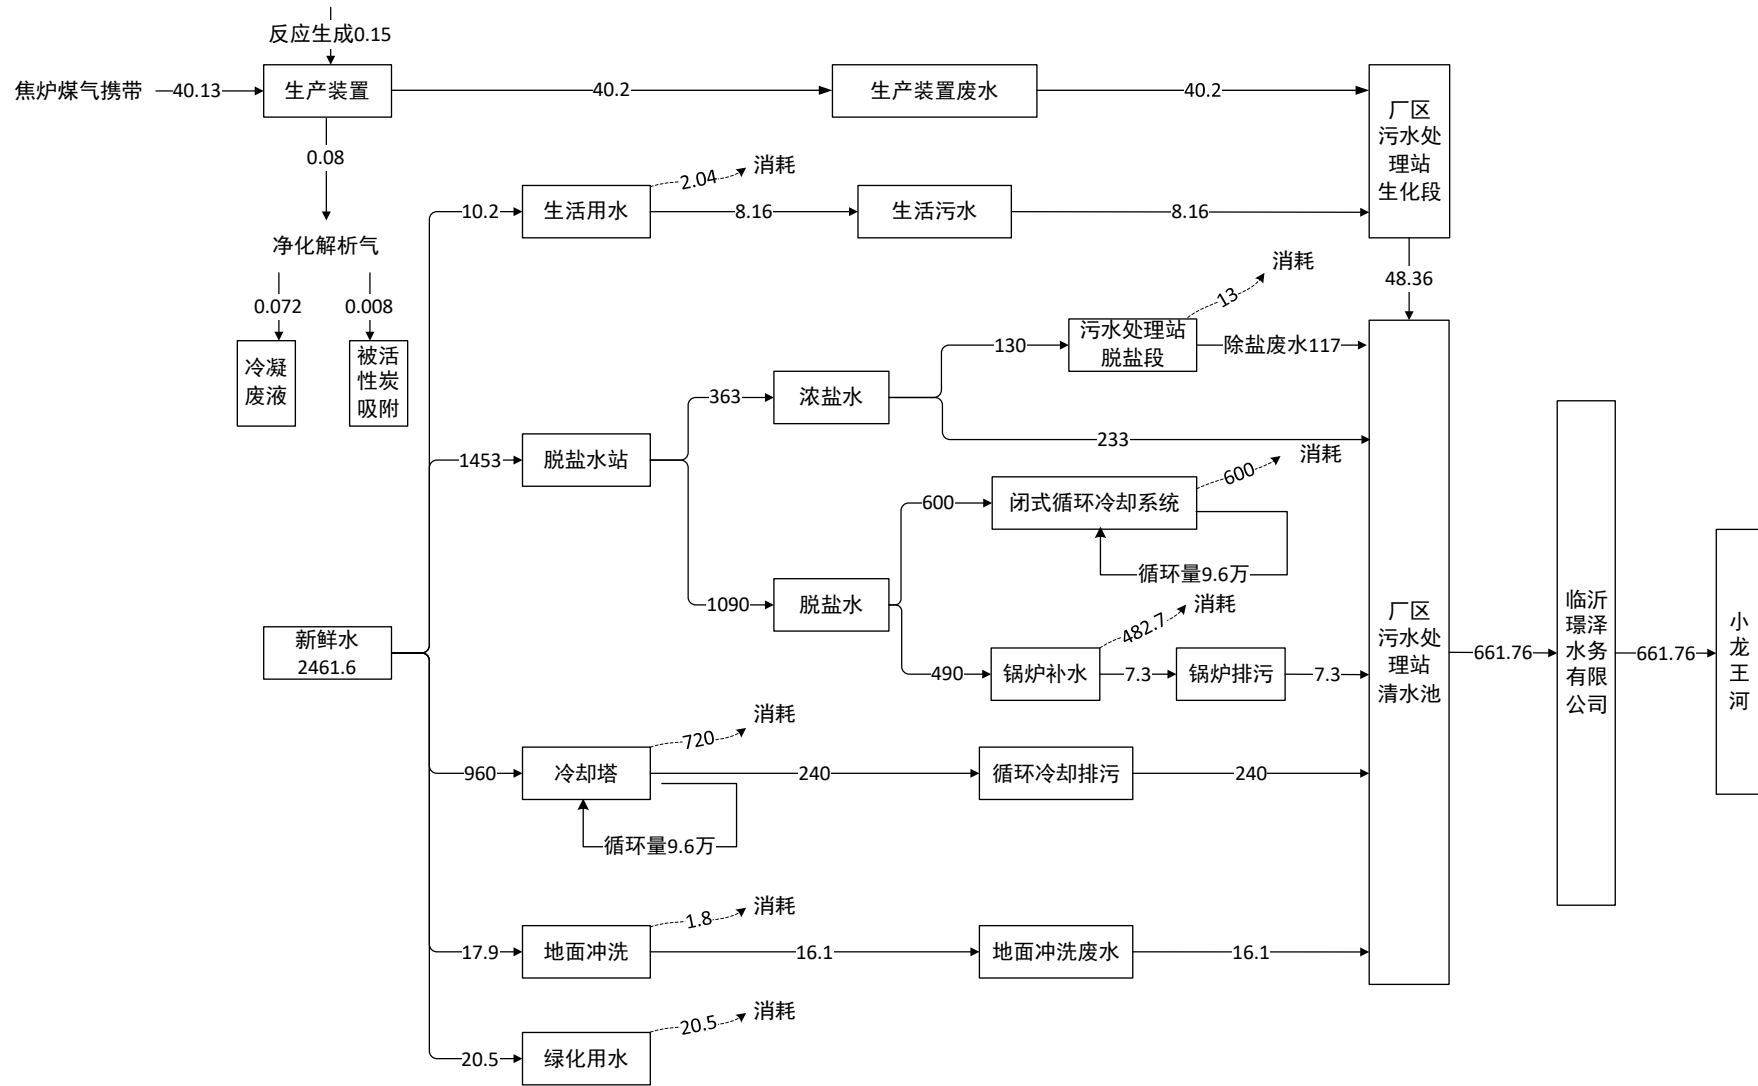 反应生成0.15
焦炉煤气携带
40.13
生产装置
40.2
生产装置废水
40.2
厂区
污水处
理站
生化段
0.08
净化解析气
0.072
0.008
冷凝
废液
被活
性炭
吸附
10.2
生活用水
2.04
消耗
8.16
生活污水
8.16
48.36
1453
脱盐水站
363
浓盐水
130
污水处理站
脱盐段
13
消耗
除盐废水117
233
1090
脱盐水
600
闭式循环冷却系统
600
消耗
循环量9.6万
490
锅炉补水
482.7
消耗
7.3
锅炉排污
7.3
新鲜水
2461.6
960
冷却塔
720
消耗
循环量9.6万
240
循环冷却排污
240
17.9
地面冲洗
1.8
消耗
16.1
地面冲洗废水
16.1
20.5
绿化用水
20.5
消耗
厂区
污水处
理站
清水池
661.76
临沂
璟泽
水务
有限
公司
661.76
小
龙
王
河